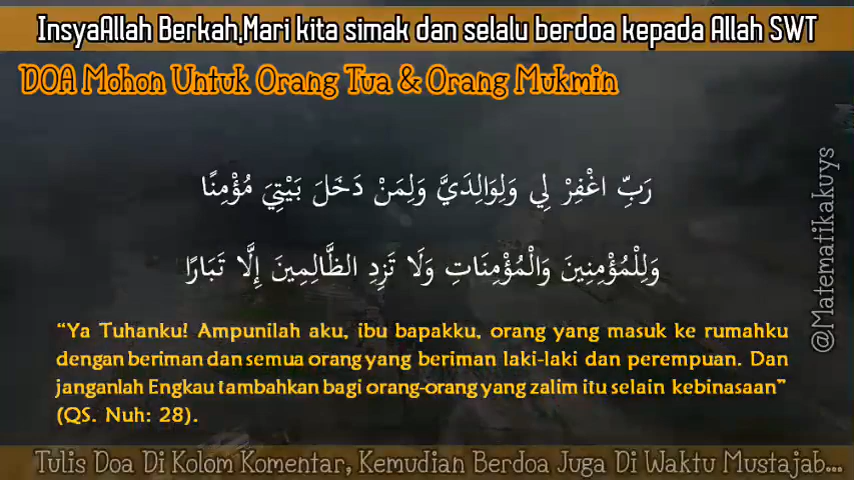 InsyaAllah Berkah,Mari kita simak dan selalu berdoa kepada Allah SWT
DOA Mohon Untuk Orang Tua & Orang Mukmin
رَبِّ اغْفِرْ لِي وَلِوَالِدَيَّ وَلِمَنْ دَخَلَ بَيْتِيَ مُؤْمِنًا
وَلِلْمُؤْمِنِينَ وَالْمُؤْمِنَاتِ وَلَا تَزِدِ الظَّالِمِينَ إِلَّا تَبَارًا
“Ya Tuhanku! Ampunilah aku, ibu bapakku, orang yang masuk ke rumahku
dengan beriman dan semua orang yang beriman laki-laki dan perempuan. Dan
janganlah Engkau tambahkan bagi orang-orang yang zalim itu selain kebinasaan”
(QS. Nuh: 28).
@Matematikakuys
Tulis Doa Di Kolom Komentar, Kemudian Berdoa Juga Di Waktu Mustajab...